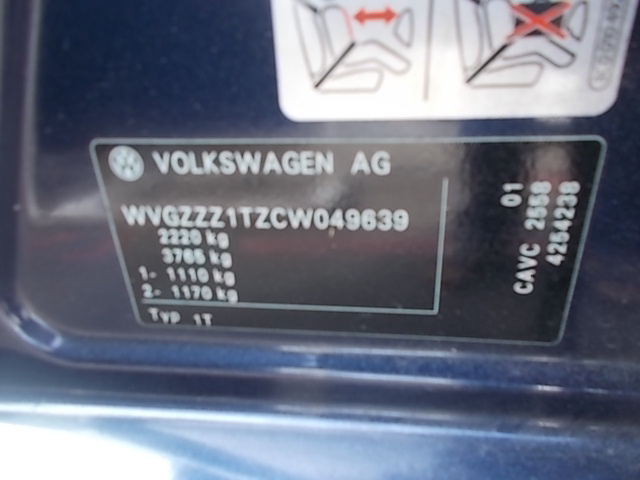 VOLKSWAGEN AG
WVGZZZ1TZCW049639
2220 kg
3765 kg
1- 1110 kg
2- 1170 kg
Typ 1T
01
CAVC 2558
4254238